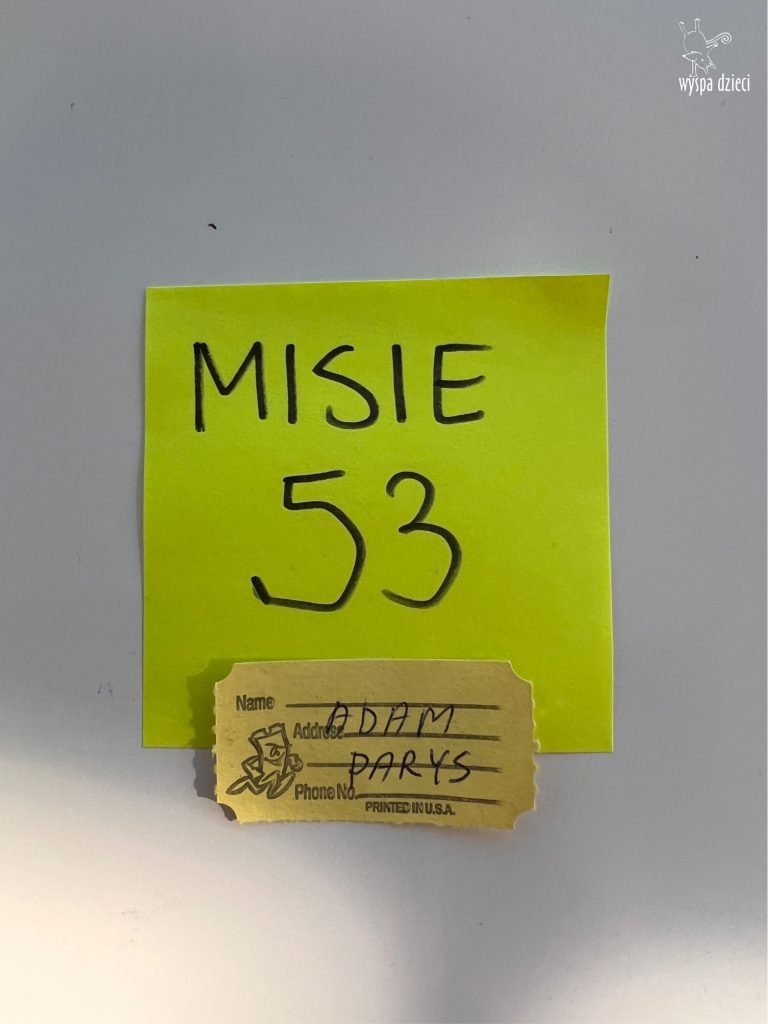 wyspa dzieci
MISIE
53
Name
Address ADAM
PARYS
Phone No.
PRINTED IN U.S.A.